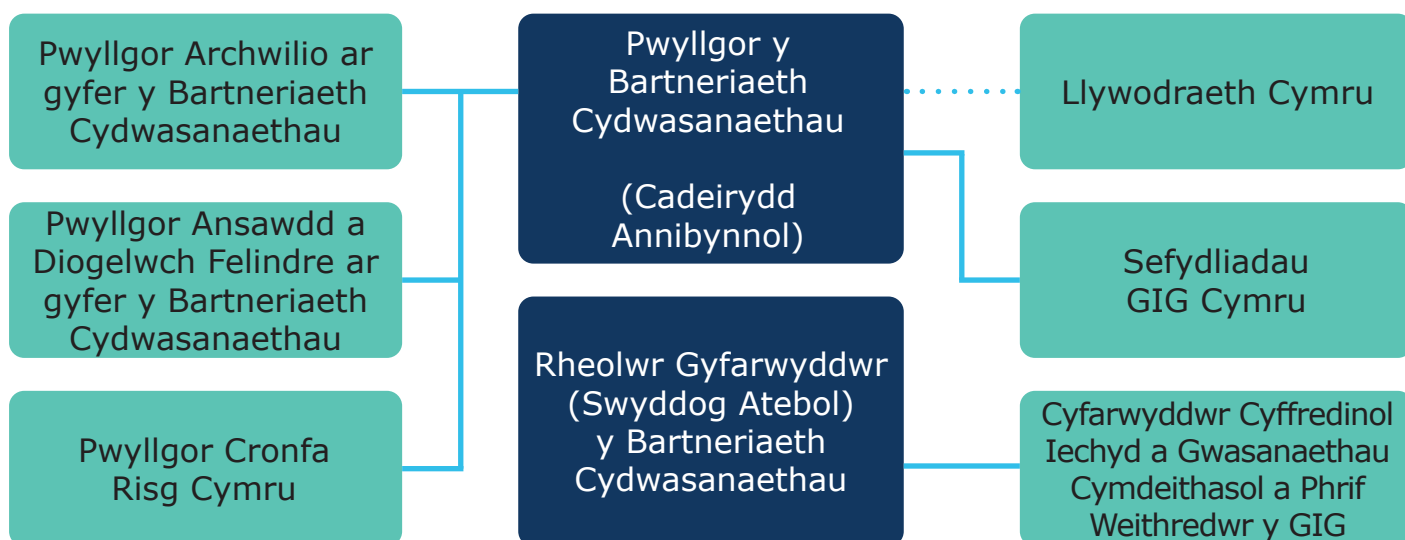 Pwyllgor Archwilio ar
gyfer y Bartneriaeth
Cydwasanaethau
Pwyllgor Ansawdd a
Diogelwch Felindre ar
gyfer y Bartneriaeth
Cydwasanaethau
Pwyllgor Cronfa
Risg Cymru
Pwyllgor y
Bartneriaeth
Cydwasanaethau
(Cadeirydd
Annibynnol)
Rheolwr Gyfarwyddwr
(Swyddog Atebol)
y Bartneriaeth
Cydwasanaethau
Llywodraeth Cymru
Sefydliadau
GIG Cymru
Cyfarwyddwr Cyffredinol
Iechyd a Gwasanaethau
Cymdeithasol a Phrif
Weithredwr y GIG